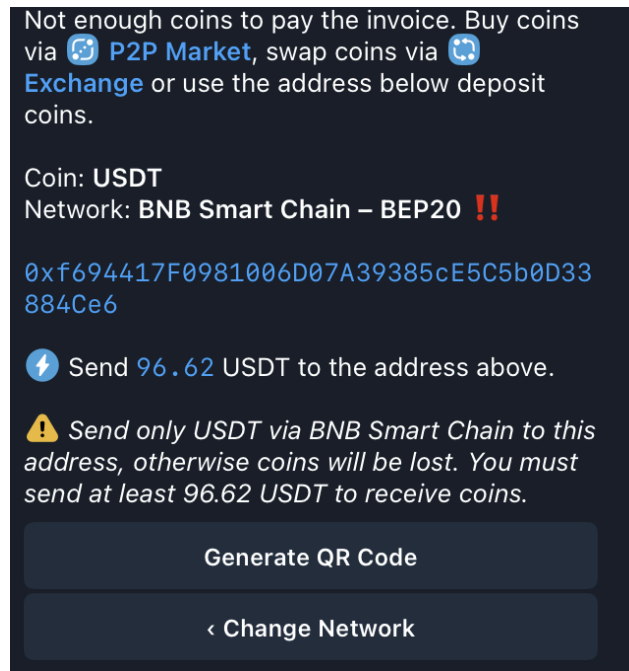 Not enough coins to pay the invoice. Buy coins
via P2P Market, swap coins via
Exchange or use the address below deposit
coins.
Coin: USDT
Network: BNB Smart Chain – BEP20 ‼️
0xf694417F0981006D07A39385cE5C5b0D33
884Ce6
Send 96.62 USDT to the address above.
Send only USDT via BNB Smart Chain to this
address, otherwise coins will be lost. You must
send at least 96.62 USDT to receive coins.
Generate QR Code
‹ Change Network